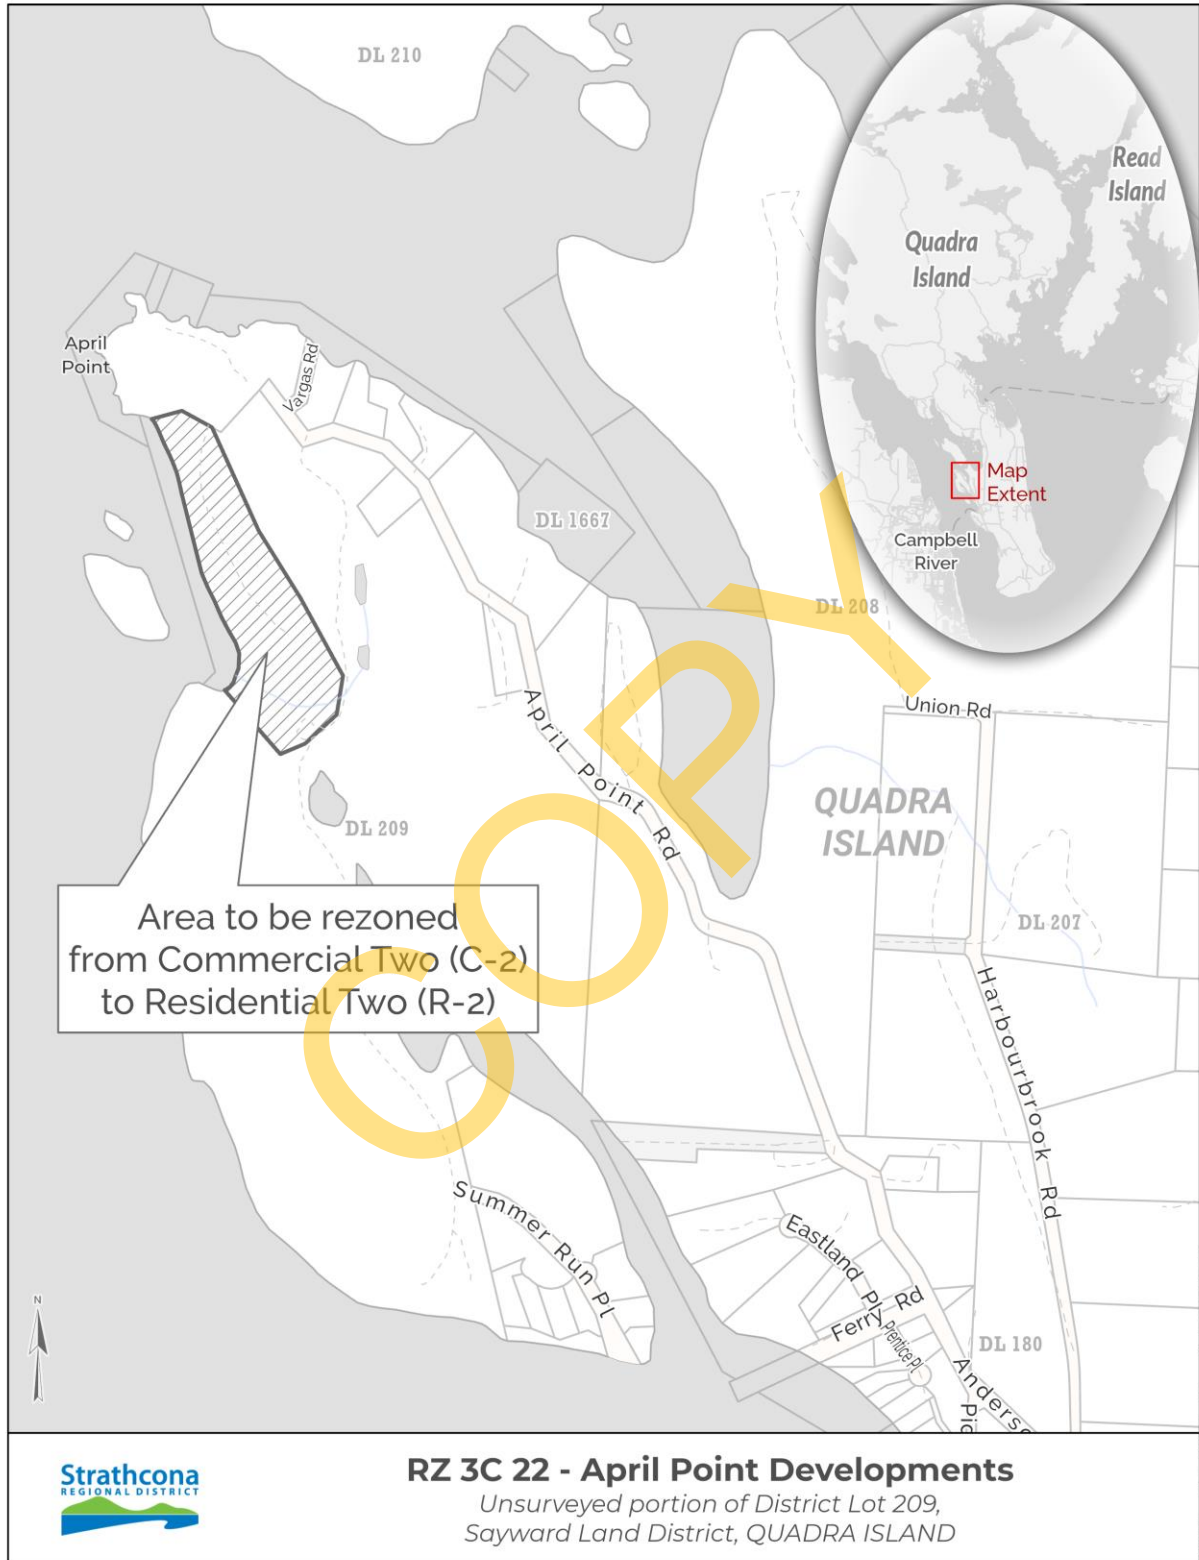 DL 210
Read
Island
Quadra
Island
Map
Extent
Campbell
River
April
Point
Vargas Rd
DL 1667
DL 208
Union Rd
April Point Rd
QUADRA
ISLAND
DL 209
DL 207
Area to be rezoned
from Commercial Two (C-2)
to Residential Two (R-2)
COPY
Harbourbrook Rd
Summer Run Pl
Eastland Pl
Ferry Rd
Prentice Pl
DL 180
Anderso
Pid
N
Strathcona
REGIONAL DISTRICT
RZ 3C 22 - April Point Developments
Unsurveyed portion of District Lot 209,
Sayward Land District, QUADRA ISLAND